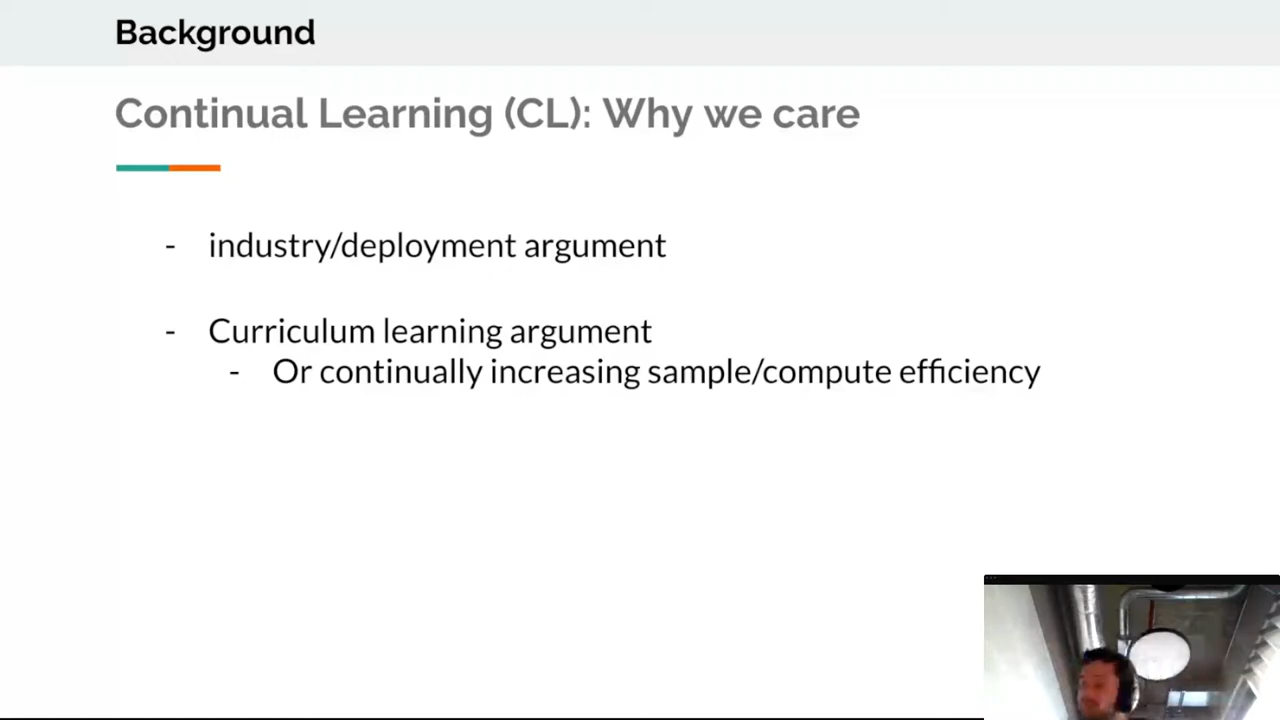 Background
Continual Learning (CL): Why we care
- industry/deployment argument
- Curriculum learning argument
- Or continually increasing sample/compute efficiency